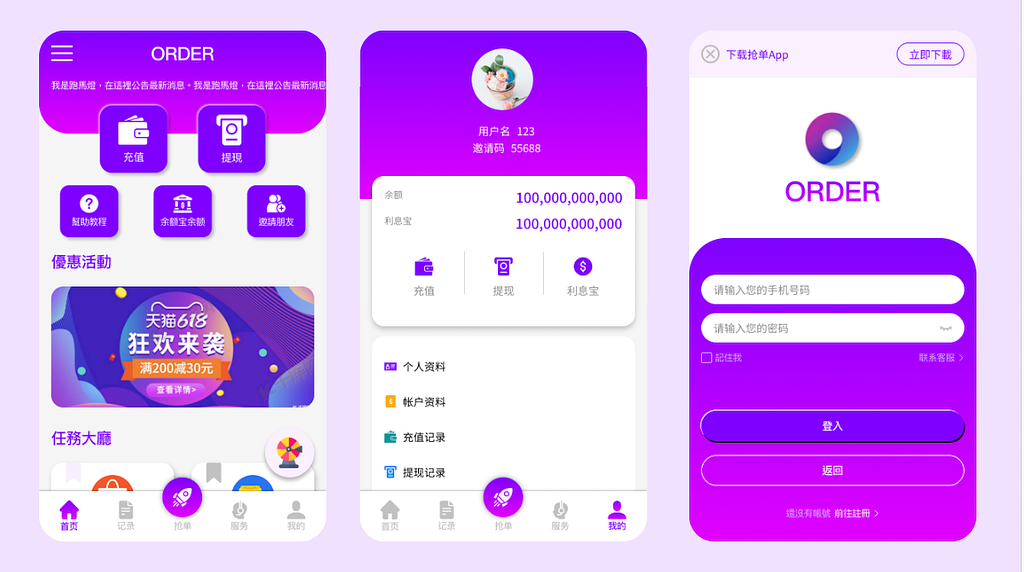 ORDER
我是跑馬燈，在這裡公告最新消息。我是跑馬燈，在這裡公告最新消息
充值
提現
幫助教程
余额宝余额
邀請朋友
優惠活動
天猫618
狂欢来袭
满200减30元
查看详情>
任務大廳
首页
记录
抢单
服务
我的
用户名 123
邀请码 55688
余额
100,000,000,000
利息宝
100,000,000,000
充值
提现
利息宝
个人资料
帐户资料
充值记录
提现记录
首页
记录
抢单
服务
我的
下载抢单App
立即下載
ORDER
请输入您的手机号码
请输入您的密码
記住我
联系客服 >
登入
返回
還沒有帳號 前往註冊 >